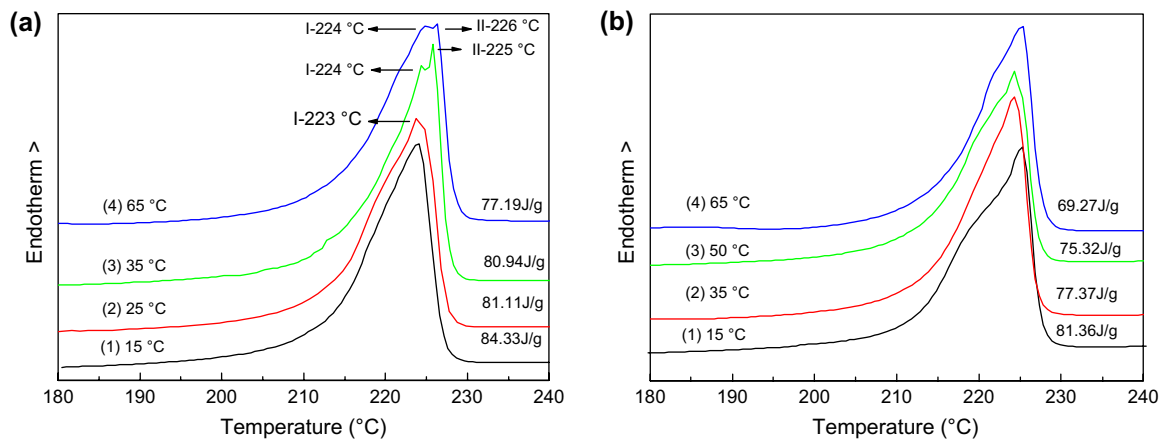 (a)
I-224 °C
II-226 °C
II-225 °C
I-224 °C
I-223 °C
Endotherm >
(4) 65 °C
77.19J/g
(3) 35 °C
80.94J/g
(2) 25 °C
81.11J/g
(1) 15 °C
84.33J/g
180 190 200 210 220 230 240
Temperature (°C)
(b)
Endotherm >
(4) 65 °C
69.27J/g
(3) 50 °C
75.32J/g
(2) 35 °C
77.37J/g
(1) 15 °C
81.36J/g
180 190 200 210 220 230 240
Temperature (°C)